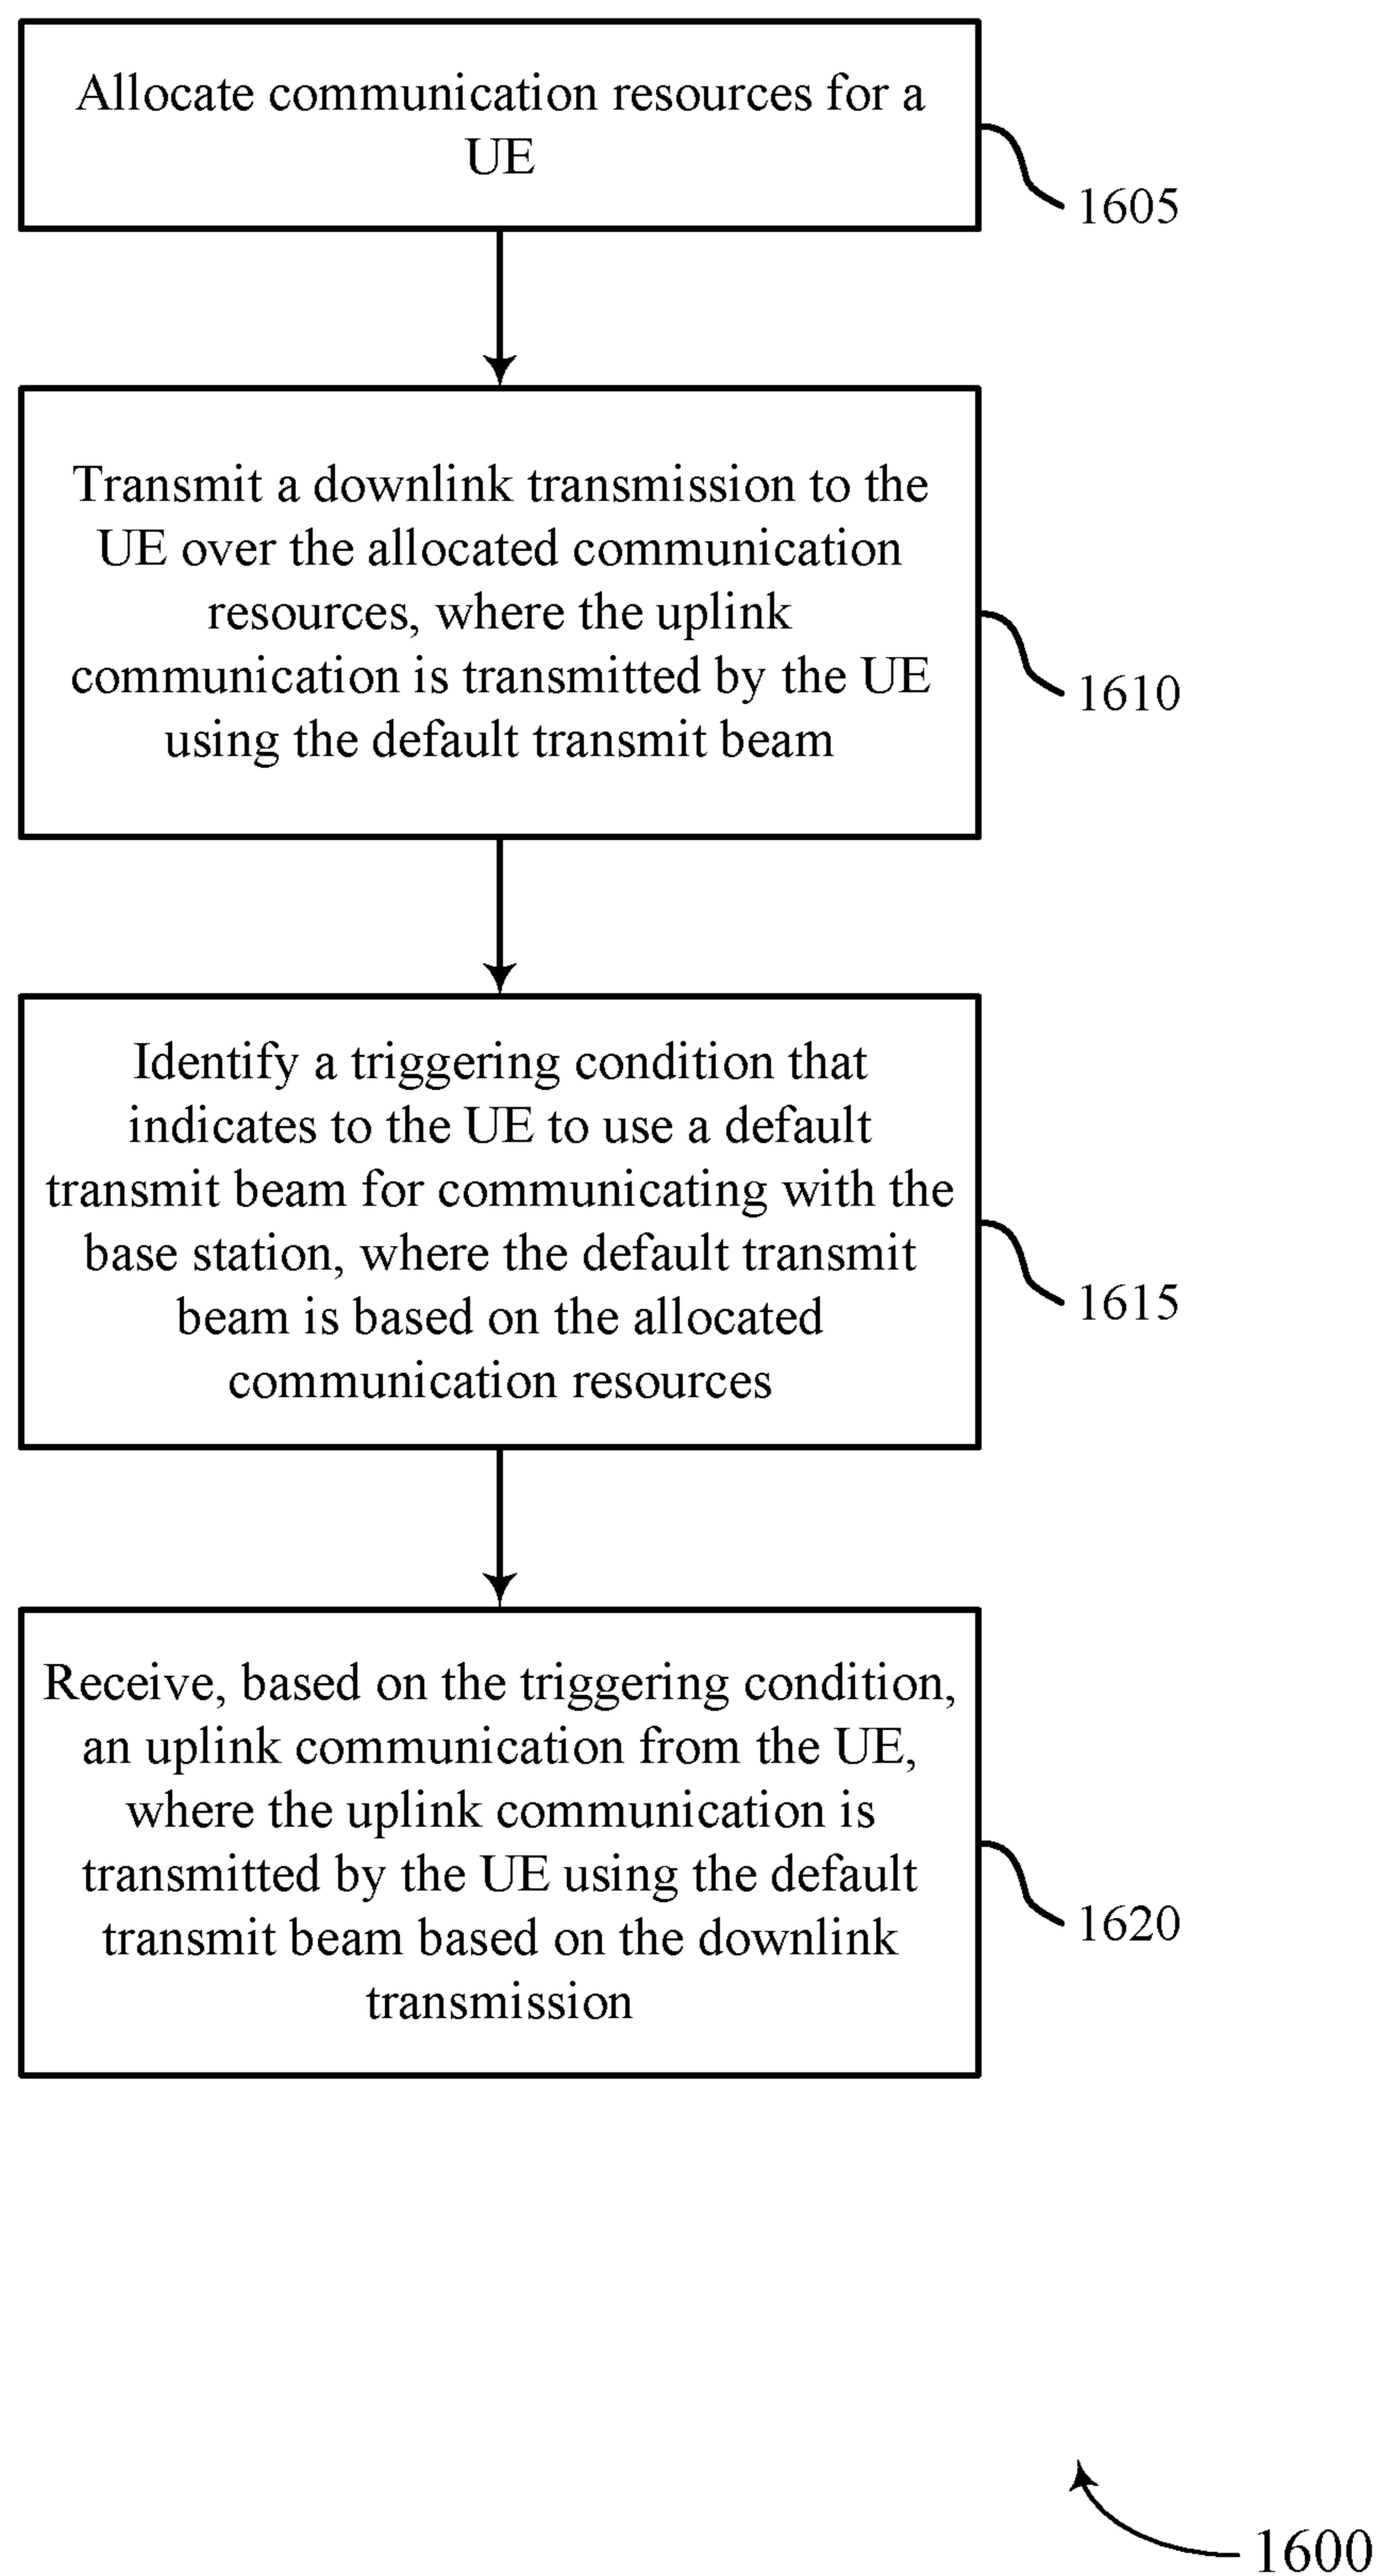 Allocate communication resources for a
UE
1605
Transmit a downlink transmission to the
UE over the allocated communication
resources, where the uplink
communication is transmitted by the UE
using the default transmit beam
1610
Identify a triggering condition that
indicates to the UE to use a default
transmit beam for communicating with the
base station, where the default transmit
beam is based on the allocated
communication resources
1615
Receive, based on the triggering condition,
an uplink communication from the UE,
where the uplink communication is
transmitted by the UE using the default
transmit beam based on the downlink
transmission
1620
1600